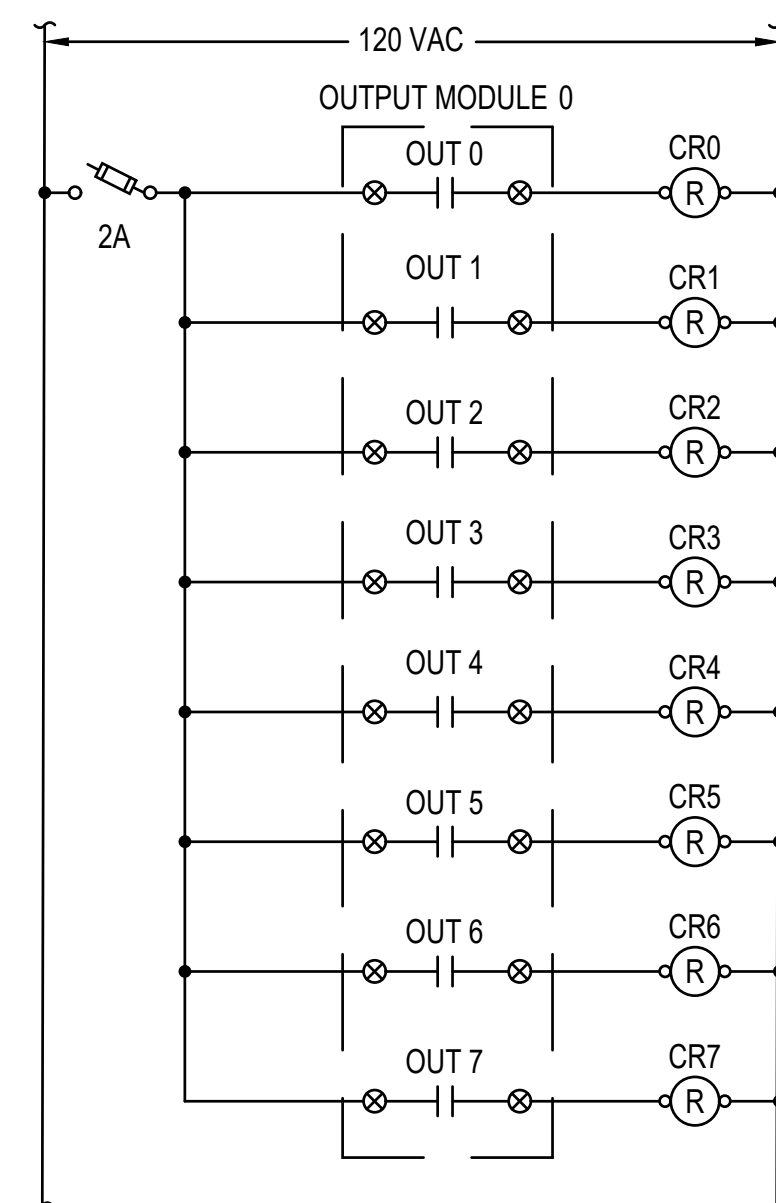 120 VAC
OUTPUT MODULE 0
OUT 0
CR0
R
2A
OUT 1
CR1
R
OUT 2
CR2
R
OUT 3
CR3
R
OUT 4
CR4
R
OUT 5
CR5
R
OUT 6
CR6
R
OUT 7
CR7
R